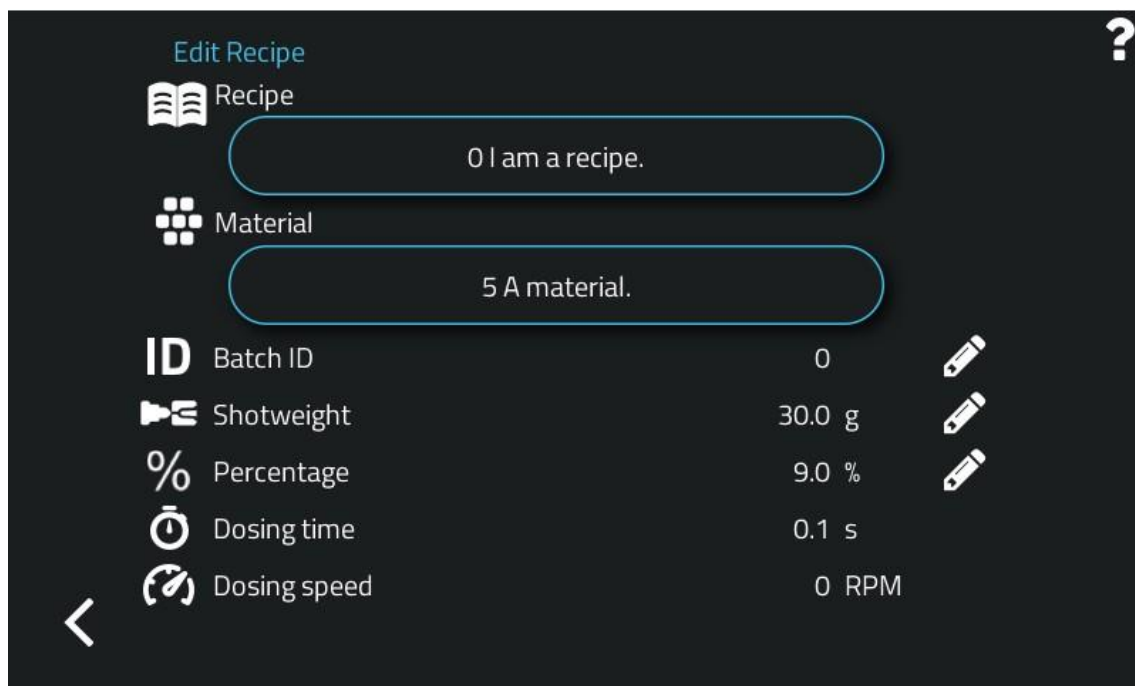 ?
Edit Recipe
Recipe
0 I am a recipe.
Material
5 A material.
ID Batch ID 0
Shotweight 30.0 g
% Percentage 9.0 %
Dosing time 0.1 s
Dosing speed 0 RPM